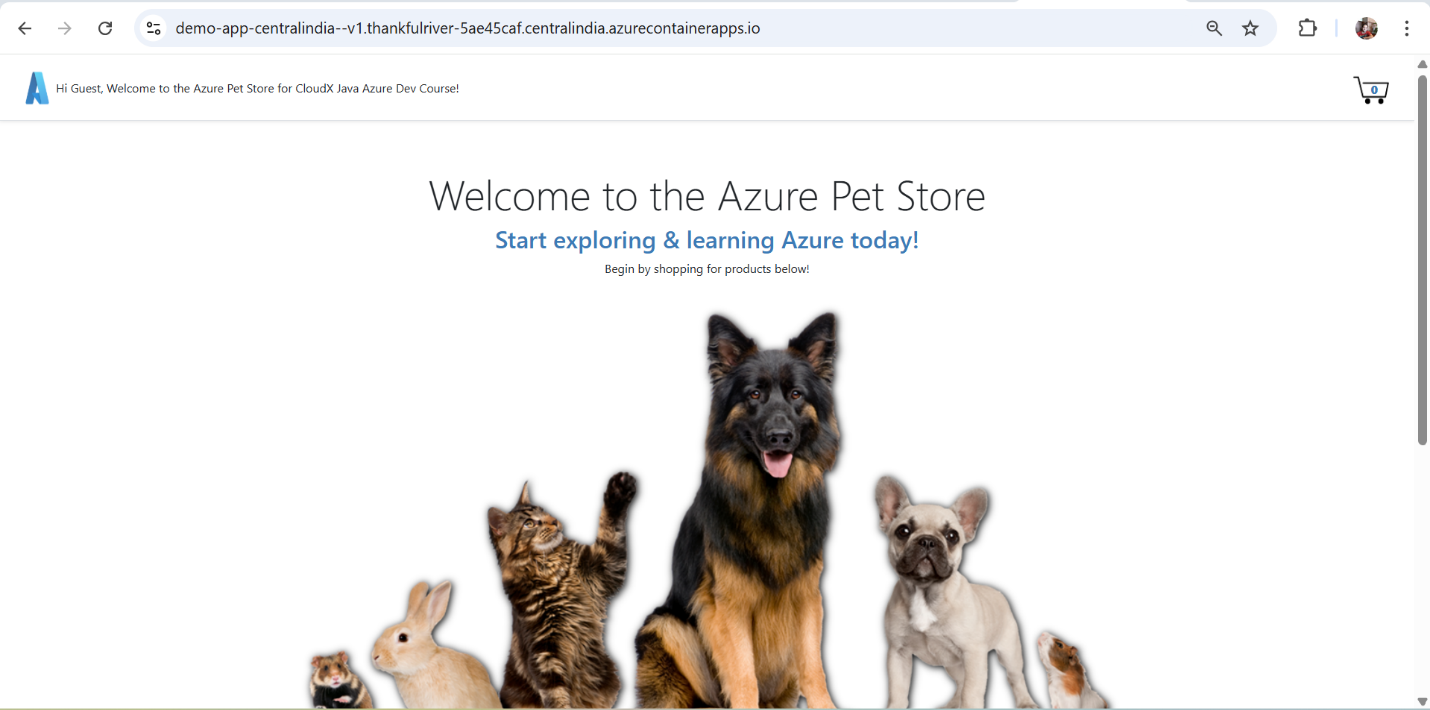 demo-app-centralindia--v1.thankfulriver-5ae45caf.centralindia.azurecontainerapps.io
Hi Guest, Welcome to the Azure Pet Store for CloudX Java Azure Dev Course!
0
Welcome to the Azure Pet Store
Start exploring & learning Azure today!
Begin by shopping for products below!